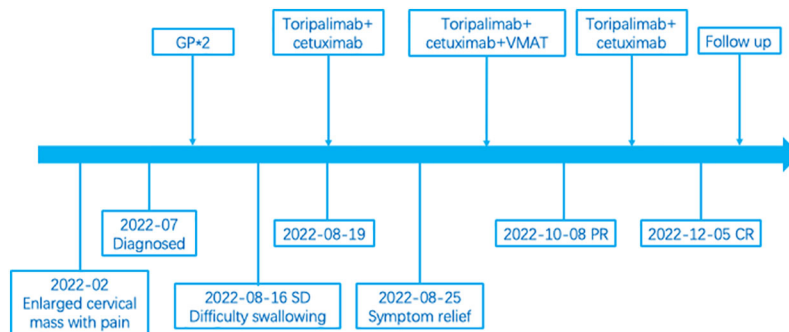 GP*2
Toripalimab+
cetuximab
Toripalimab+
cetuximab+VMAT
Toripalimab+
cetuximab
Follow up
2022-07
Diagnosed
2022-08-19
2022-10-08 PR
2022-12-05 CR
2022-02
Enlarged cervical
mass with pain
2022-08-16 SD
Difficulty swallowing
2022-08-25
Symptom relief